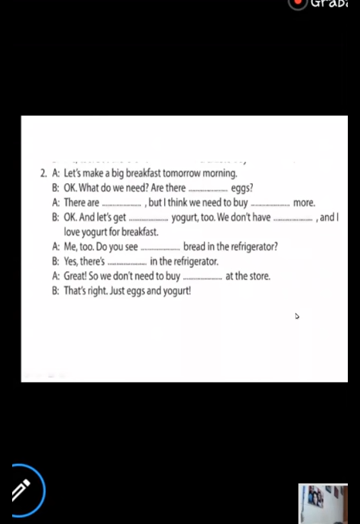 Graba
2. A: Let's make a big breakfast tomorrow morning.
B: OK. What do we need? Are there ............... eggs?
A: There are ..............., but I think we need to buy ............... more.
B: OK. And let's get ............... yogurt, too. We don't have ..............., and I
love yogurt for breakfast.
A: Me, too. Do you see ............... bread in the refrigerator?
B: Yes, there's ............... in the refrigerator.
A: Great! So we don't need to buy ............... at the store.
B: That's right. Just eggs and yogurt!